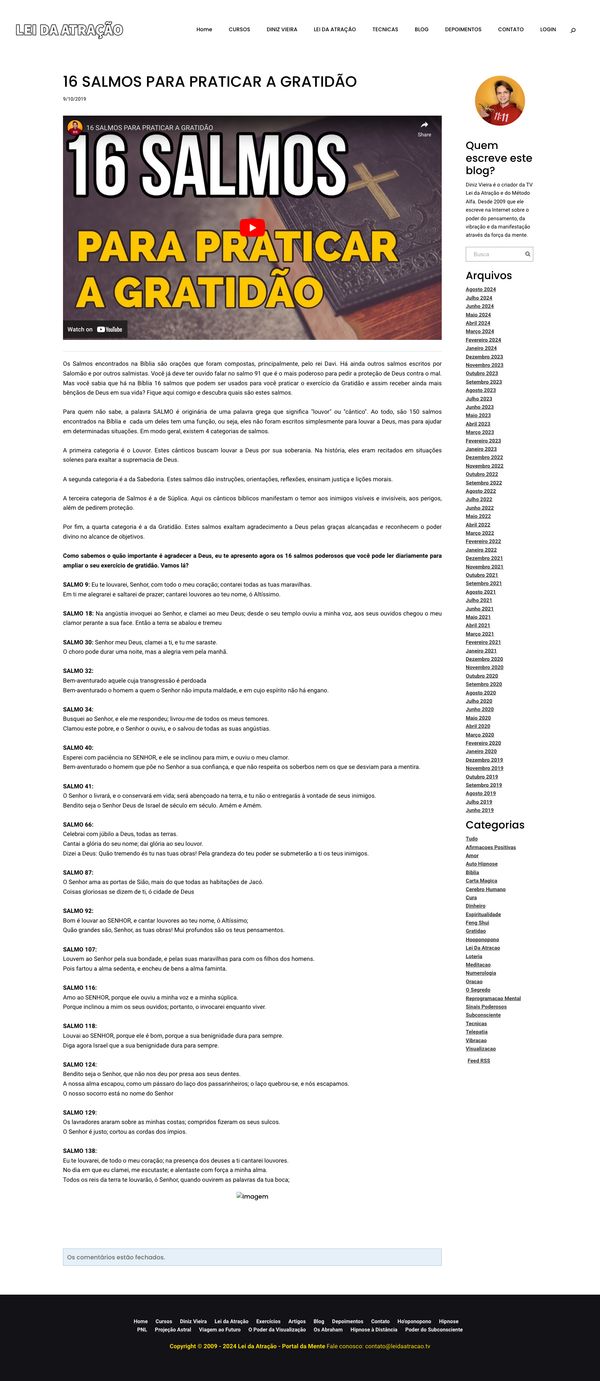 LEI DA ATRAÇÃO
Home CURSOS DINIZ VIEIRA LEI DA ATRAÇÃO TECNICAS BLOG DEPOIMENTOS CONTATO LOGIN
16 SALMOS PARA PRATICAR A GRATIDÃO
9/10/2019
16 SALMOS PARA PRATICAR A GRATIDÃO
Share
16 SALMOS
PARA PRATICAR
A GRATIDÃO
Watch on YouTube
Os Salmos encontrados na Bíblia são orações que foram compostas, principalmente, pelo rei Davi. Há ainda outros salmos escritos por
Salomão e por outros salmistas. Você já deve ter ouvido falar no salmo 91 que é o mais poderoso para pedir a proteção de Deus contra o mal.
Mas você sabia que há na Bíblia 16 salmos que podem ser usados para você praticar o exercício da Gratidão e assim receber ainda mais
bênçãos de Deus em sua vida? Fique aqui comigo e descubra quais são estes salmos.
Para quem não sabe, a palavra SALMO é originária de uma palavra grega que significa "louvor" ou "cântico". Ao todo, são 150 salmos
encontrados na Bíblia e cada um deles tem uma função, ou seja, eles não foram escritos simplesmente para louvar a Deus, mas para ajudar
em determinadas situações. Em modo geral, existem 4 categorias de salmos.
A primeira categoria é o Louvor. Estes cânticos buscam louvar a Deus por sua soberania. Na história, eles eram recitados em situações
solenes para exaltar a supremacia de Deus.
A segunda categoria é a da Sabedoria. Estes salmos dão instruções, orientações, reflexões, ensinam justiça e lições morais.
A terceira categoria de Salmos é a de Súplica. Aqui os cânticos bíblicos manifestam o temor aos inimigos visíveis e invisíveis, aos perigos,
além de pedirem proteção.
Por fim, a quarta categoria é a da Gratidão. Estes salmos exaltam agradecimento a Deus pelas graças alcançadas e reconhecem o poder
divino no alcance de objetivos.
Como sabemos o quão importante é agradecer a Deus, eu te apresento agora os 16 salmos poderosos que você pode ler diariamente para
ampliar o seu exercício de gratidão. Vamos lá?
SALMO 9: Eu te louvarei, Senhor, com todo o meu coração; contarei todas as tuas maravilhas.
Em ti me alegrarei e saltarei de prazer; cantarei louvores ao teu nome, ó Altíssimo.
SALMO 18: Na angústia invoquei ao Senhor, e clamei ao meu Deus; desde o seu templo ouviu a minha voz, aos seus ouvidos chegou o meu
clamor perante a sua face. Então a terra se abalou e tremeu
SALMO 30: Senhor meu Deus, clamei a ti, e tu me saraste.
O choro pode durar uma noite, mas a alegria vem pela manhã.
SALMO 32:
Bem-aventurado aquele cuja transgressão é perdoada
Bem-aventurado o homem a quem o Senhor não imputa maldade, e em cujo espírito não há engano.
SALMO 34:
Busquei ao Senhor, e ele me respondeu; livrou-me de todos os meus temores.
Clamou este pobre, e o Senhor o ouviu, e o salvou de todas as suas angústias.
SALMO 40:
Esperei com paciência no SENHOR, e ele se inclinou para mim, e ouviu o meu clamor.
Bem-aventurado o homem que põe no Senhor a sua confiança, e que não respeita os soberbos nem os que se desviam para a mentira.
SALMO 41:
O Senhor o livrará, e o conservará em vida; será abençoado na terra, e tu não o entregarás à vontade de seus inimigos.
Bendito seja o Senhor Deus de Israel de século em século. Amém e Amém.
SALMO 66:
Celebrai com júbilo a Deus, todas as terras.
Cantai a glória do seu nome; dai glória ao seu louvor.
Dizei a Deus: Quão tremendo és tu nas tuas obras! Pela grandeza do teu poder se submeterão a ti os teus inimigos.
SALMO 87:
O Senhor ama as portas de Sião, mais do que todas as habitações de Jacó.
Coisas gloriosas se dizem de ti, ó cidade de Deus
SALMO 92:
Bom é louvar ao SENHOR, e cantar louvores ao teu nome, ó Altíssimo;
Quão grandes são, Senhor, as tuas obras! Mui profundos são os teus pensamentos.
SALMO 107:
Louvem ao Senhor pela sua bondade, e pelas suas maravilhas para com os filhos dos homens.
Pois fartou a alma sedenta, e encheu de bens a alma faminta.
SALMO 116:
Amo ao SENHOR, porque ele ouviu a minha voz e a minha súplica.
Porque inclinou a mim os seus ouvidos; portanto, o invocarei enquanto viver.
SALMO 118:
Louvai ao SENHOR, porque ele é bom, porque a sua benignidade dura para sempre.
Diga agora Israel que a sua benignidade dura para sempre.
SALMO 124:
Bendito seja o Senhor, que não nos deu por presa aos seus dentes.
A nossa alma escapou, como um pássaro do laço dos passarinheiros; o laço quebrou-se, e nós escapamos.
O nosso socorro está no nome do Senhor
SALMO 129:
Os lavradores araram sobre as minhas costas; compridos fizeram os seus sulcos.
O Senhor é justo; cortou as cordas dos ímpios.
SALMO 138:
Eu te louvarei, de todo o meu coração; na presença dos deuses a ti cantarei louvores.
No dia em que eu clamei, me escutaste; e alentaste com força a minha alma.
Todos os reis da terra te louvarão, ó Senhor, quando ouvirem as palavras da tua boca;
imagem
Os comentários estão fechados.
11:11
Quem
escreve este
blog?
Diniz Vieira é o criador da TV
Lei da Atração e do Método
Alfa. Desde 2009 que ele
escreve na Internet sobre o
poder do pensamento, da
vibração e da manifestação
através da força da mente.
Busca
Arquivos
Agosto 2024
Julho 2024
Junho 2024
Maio 2024
Abril 2024
Março 2024
Fevereiro 2024
Janeiro 2024
Dezembro 2023
Novembro 2023
Outubro 2023
Setembro 2023
Agosto 2023
Julho 2023
Junho 2023
Maio 2023
Abril 2023
Março 2023
Fevereiro 2023
Janeiro 2023
Dezembro 2022
Novembro 2022
Outubro 2022
Setembro 2022
Agosto 2022
Julho 2022
Junho 2022
Maio 2022
Abril 2022
Março 2022
Fevereiro 2022
Janeiro 2022
Dezembro 2021
Novembro 2021
Outubro 2021
Setembro 2021
Agosto 2021
Julho 2021
Junho 2021
Maio 2021
Abril 2021
Março 2021
Fevereiro 2021
Janeiro 2021
Dezembro 2020
Novembro 2020
Outubro 2020
Setembro 2020
Agosto 2020
Julho 2020
Junho 2020
Maio 2020
Abril 2020
Março 2020
Fevereiro 2020
Janeiro 2020
Dezembro 2019
Novembro 2019
Outubro 2019
Setembro 2019
Agosto 2019
Julho 2019
Junho 2019
Categorias
Tudo
Afirmacoes Positivas
Amor
Auto Hipnose
Biblia
Carta Magica
Cerebro Humano
Cura
Dinheiro
Espiritualidade
Feng Shui
Gratidao
Hooponopono
Lei Da Atracao
Loteria
Meditacao
Numerologia
Oracao
O Segredo
Reprogramacao Mental
Sinais Poderosos
Subconsciente
Tecnicas
Telepatia
Vibracao
Visualizacao
Feed RSS
Home Cursos Diniz Vieira Lei da Atração Exercícios Artigos Blog Depoimentos Contato Ho'oponopono Hipnose
PNL Projeção Astral Viagem ao Futuro O Poder da Visualização Os Abraham Hipnose à Distância Poder do Subconsciente
Copyright © 2009 - 2024 Lei da Atração - Portal da Mente Fale conosco: contato@leidaatracao.tv